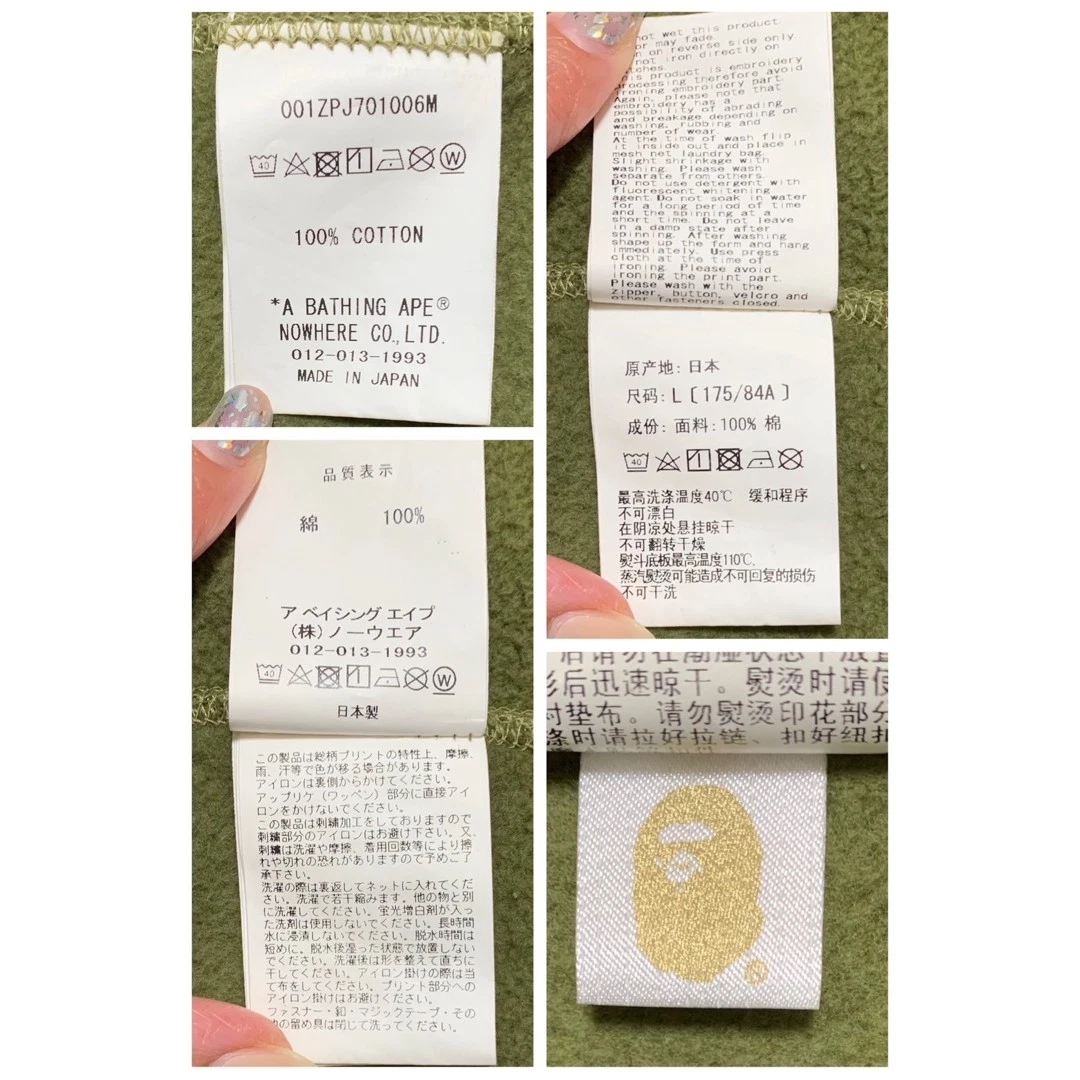 001ZPJ701006M
40
W
100% COTTON
*A BATHING APE®
NOWHERE CO.,LTD.
012-013-1993
MADE IN JAPAN
not wet this product
or may fade.
on reverse side only.
not iron directly on
tches.
his product is embroidery
processing therefore avoid
ironing embroidery part.
Again, please note that
embroidery has a
possibility of abrading
and breakage depending on
washing, rubbing and
number of wear.
At the time of wash flip
it inside out and place in
mesh net laundry bag.
Slight shrinkage with
washing. Please wash
separate from others.
Do not use detergent with
fluorescent whitening
agent.Do not soak in water
for a long period of time
and the spinning at a
short time. Do not leave
in a damp state after
spinning. After washing
shape up the form and hang
immediately. Use press
cloth at the time of
ironing. Please avoid
ironing the print part.
Please wash with the
zipper, button, velcro and
other fasteners closed.
原产地:日本
尺码:L〔175/84A〕
成份:面料:100% 棉
40
最高洗涤温度40℃ 缓和程序
不可漂白
在阴凉处悬挂晾干
不可翻转干燥
熨斗底板最高温度110℃,
蒸汽熨烫可能造成不可回复的损伤
不可干洗
品質表示
綿 100%
ア ベイシング エイプ
(株)ノーウエア
012-013-1993
40
W
日本製
この製品は総柄プリントの特性上、摩擦、
雨、汗等で色が移る場合があります。
アイロンは裏側からかけてください。
アップリケ(ワッペン)部分に直接アイ
ロンをかけないでください。
この製品は刺繍加工をしておりますので
刺繍部分のアイロンはお避け下さい。又、
刺繍は洗濯や摩擦、着用回数等により擦
れや切れの恐れがありますので予めご了
承下さい。
洗濯の際は裏返してネットに入れてくだ
さい。洗濯で若干縮みます。他の物と別
に洗濯してください。蛍光増白剤が入っ
た洗剤は使用しないでください。長時間
水に浸漬しないでください。脱水時間は
短めに。脱水後湿った状態で放置しない
でください。洗濯後は形を整えて直ちに
干してください。アイロン掛けの際は当
て布をしてください。プリント部分への
アイロン掛けはお避けください。
ファスナー・釦・マジックテープ・その
他の留め具は閉じて洗ってください。
后请勿在潮湿状态下放置
形后迅速晾干。熨烫时请使
衬垫布。请勿熨烫印花部分
涤时请拉好拉链、扣好纽扣